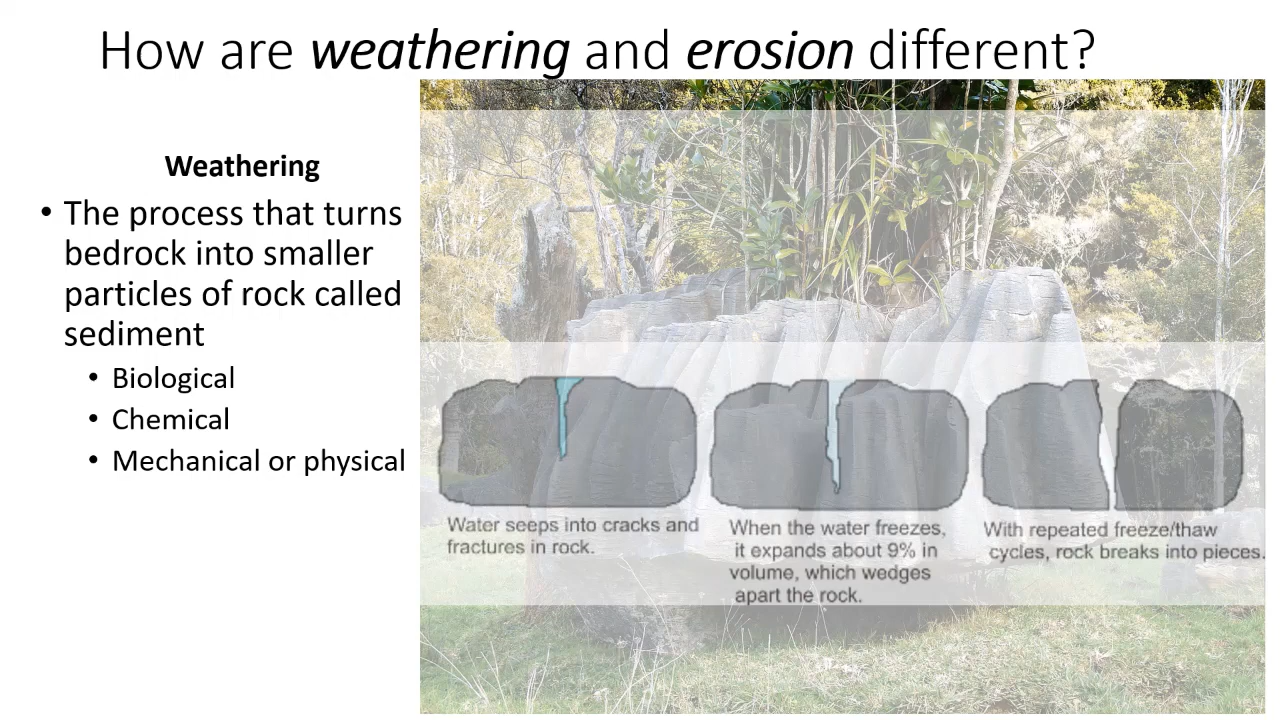 How are weathering and erosion different?
Weathering
• The process that turns
bedrock into smaller
particles of rock called
sediment
• Biological
• Chemical
• Mechanical or physical
Water seeps into cracks and
fractures in rock.
When the water freezes,
it expands about 9% in
volume, which wedges
apart the rock.
With repeated freeze/thaw
cycles, rock breaks into pieces.